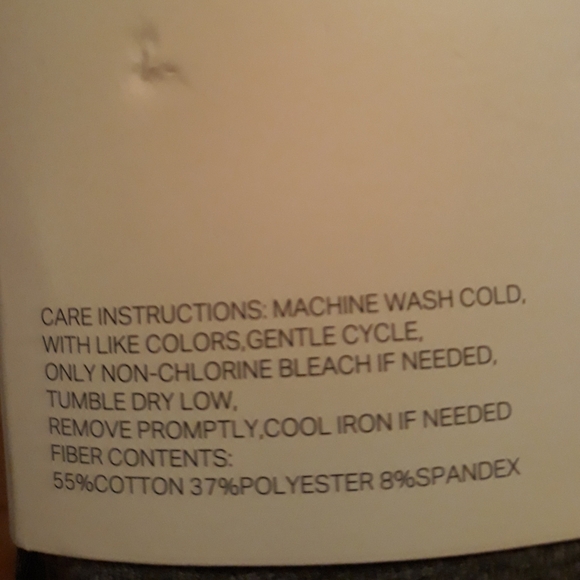 CARE INSTRUCTIONS: MACHINE WASH COLD,
WITH LIKE COLORS,GENTLE CYCLE,
ONLY NON-CHLORINE BLEACH IF NEEDED,
TUMBLE DRY LOW,
REMOVE PROMPTLY,COOL IRON IF NEEDED
FIBER CONTENTS:
55%COTTON 37%POLYESTER 8%SPANDEX